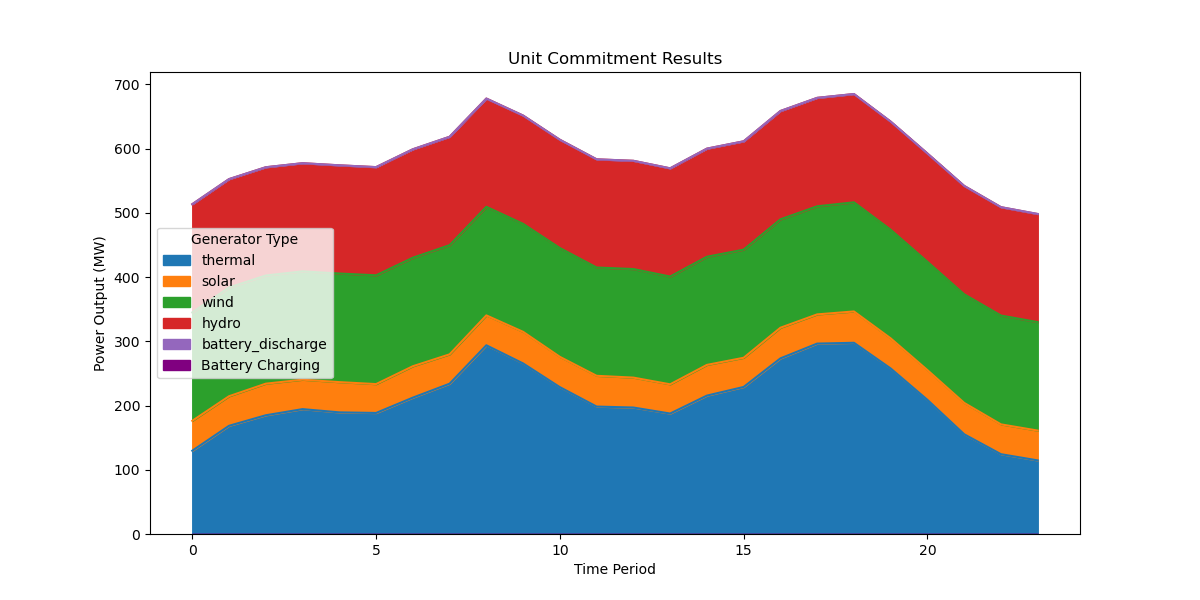 Unit Commitment Results
700
600
500
400
300
200
100
0
Power Output (MW)
Generator Type
thermal
solar
wind
hydro
battery_discharge
Battery Charging
0 5 10 15 20
Time Period